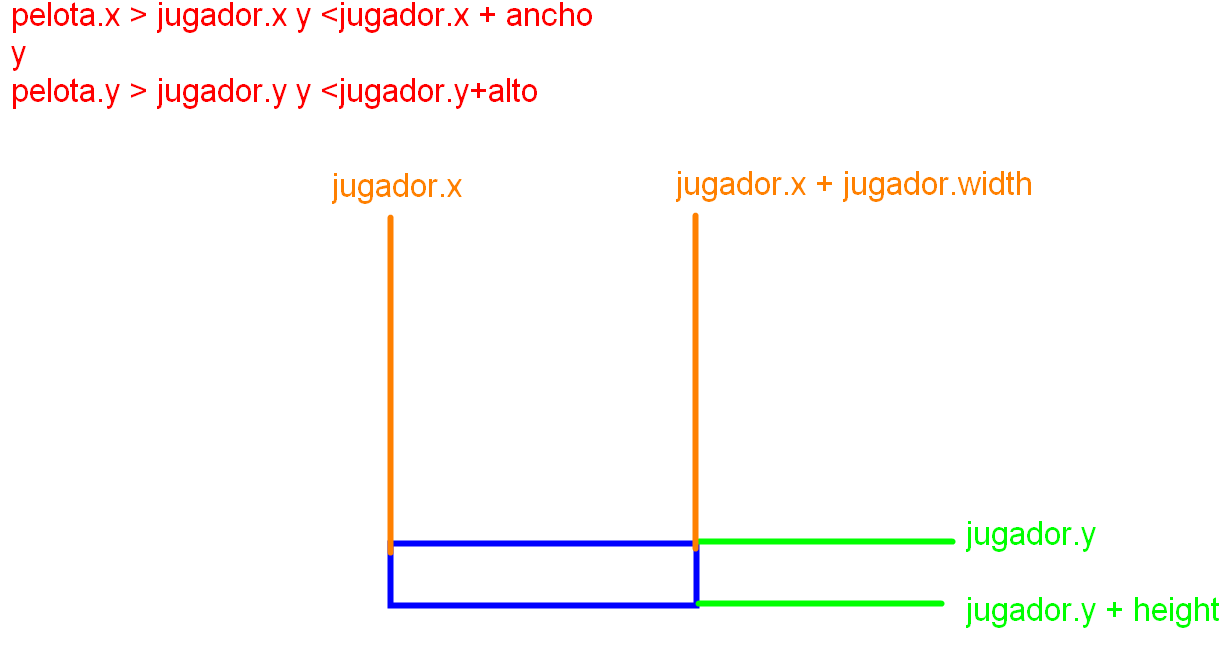 pelota.x > jugador.x y <jugador.x + ancho
y
pelota.y > jugador.y y <jugador.y+alto
jugador.x
jugador.x + jugador.width
jugador.y
jugador.y + height